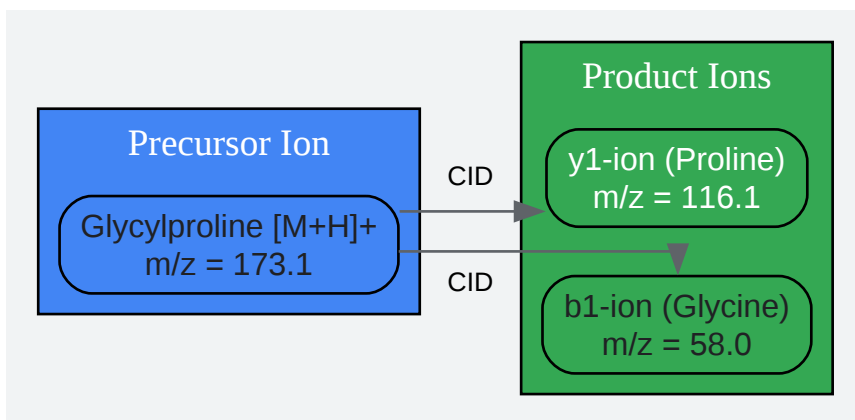 Precursor Ion
Glycylproline [M+H]+
m/z = 173.1
CID
CID
Product Ions
y1-ion (Proline)
m/z = 116.1
b1-ion (Glycine)
m/z = 58.0